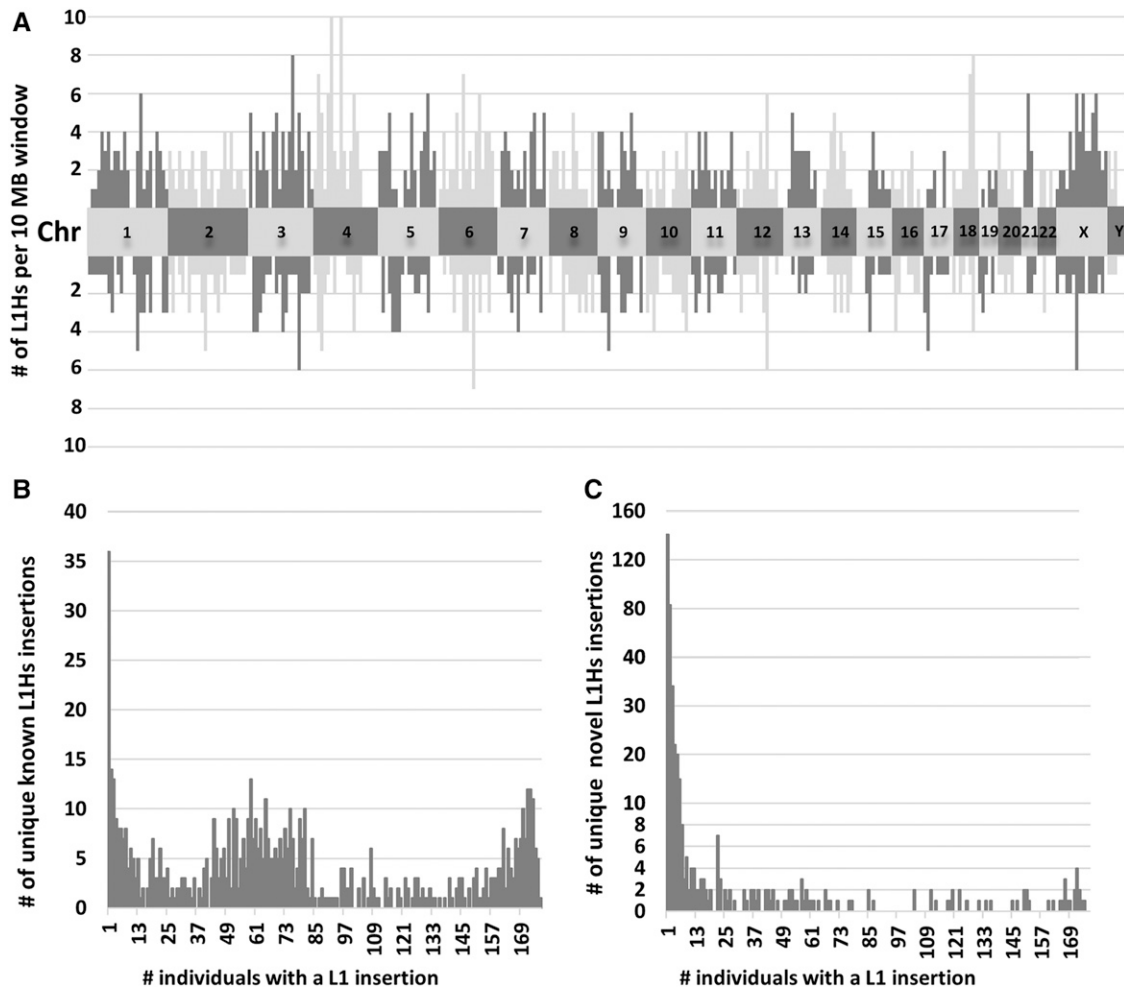 A
# of L1Hs per 10 MB window
10
8
6
4
2
Chr 1 2 3 4 5 6 7 8 9 10 11 12 13 14 15 16 17 18 19 20 21 22 X Y
2
4
6
8
10
B
# of unique known L1Hs insertions
40
35
30
25
20
15
10
5
0
1 13 25 37 49 61 73 85 97 109 121 133 145 157 169
# individuals with a L1 insertion
C
# of unique novel L1Hs insertions
160
120
80
40
30
20
10
8
6
4
2
0
1 13 25 37 49 61 73 85 97 109 121 133 145 157 169
# individuals with a L1 insertion